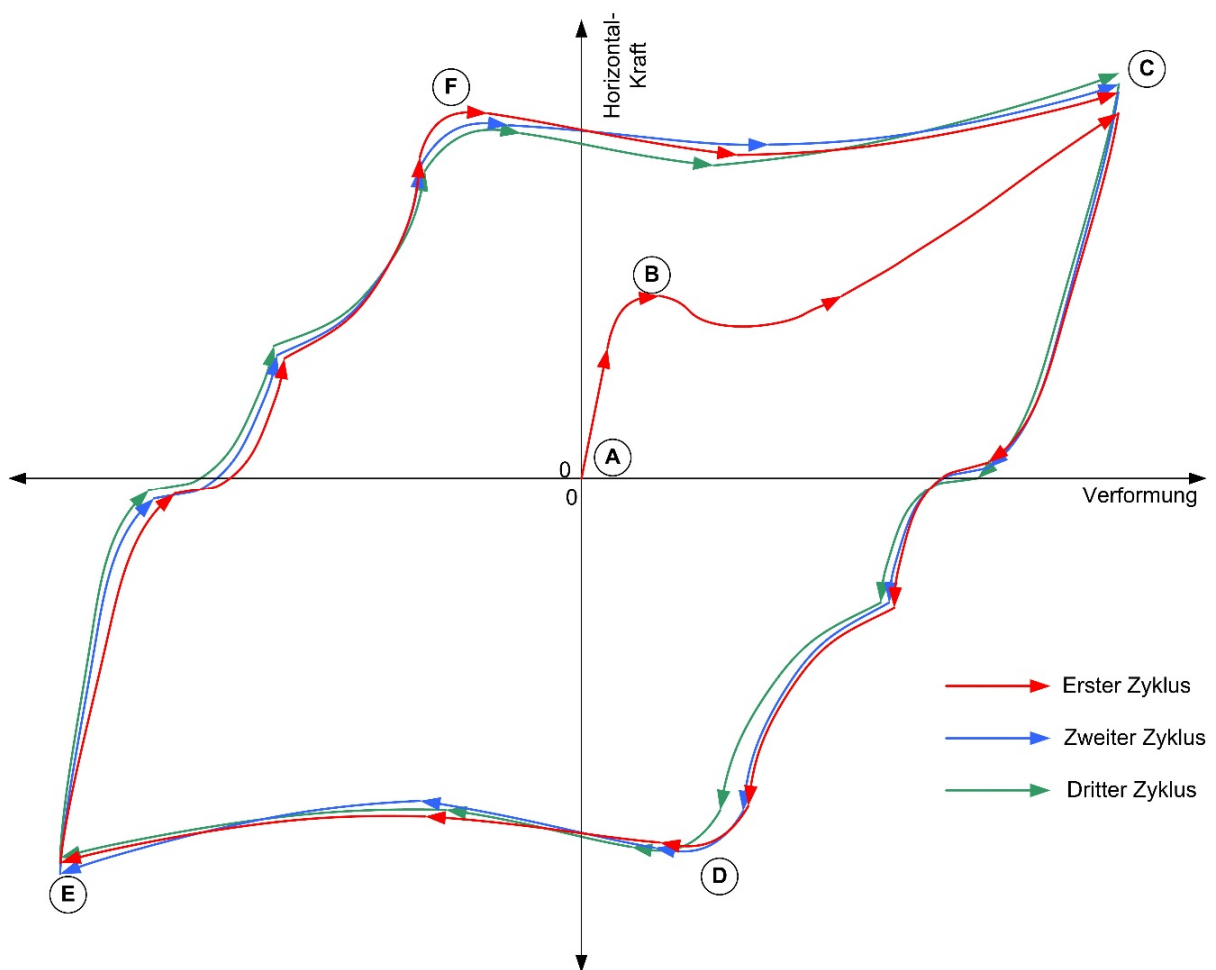 Horizontal-
Kraft
F
C
B
A
0
0
Verformung
Erster Zyklus
Zweiter Zyklus
Dritter Zyklus
D
E